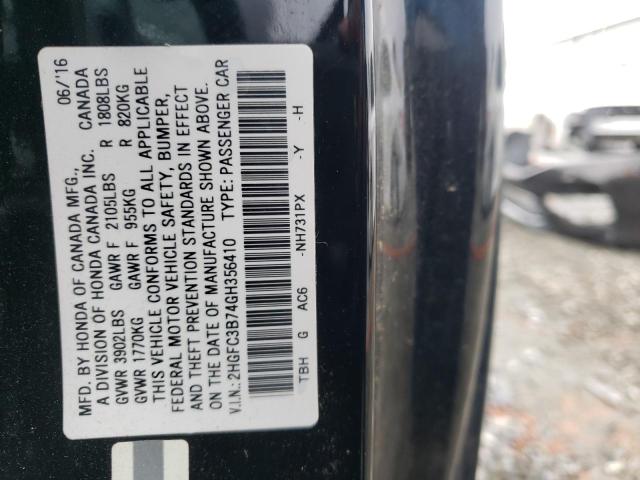 MFD. BY HONDA OF CANADA MFG., 06/'16
A DIVISION OF HONDA CANADA INC. CANADA
GVWR 3902LBS GAWR F 2105LBS R 1808LBS
GVWR 1770KG GAWR F 955KG R 820KG
THIS VEHICLE CONFORMS TO ALL APPLICABLE
FEDERAL MOTOR VEHICLE SAFETY, BUMPER,
AND THEFT PREVENTION STANDARDS IN EFFECT
ON THE DATE OF MANUFACTURE SHOWN ABOVE.
V.I.N.: 2HGFC3B74GH356410 TYPE: PASSENGER CAR
TBH G AC6 -NH731PX -Y -H